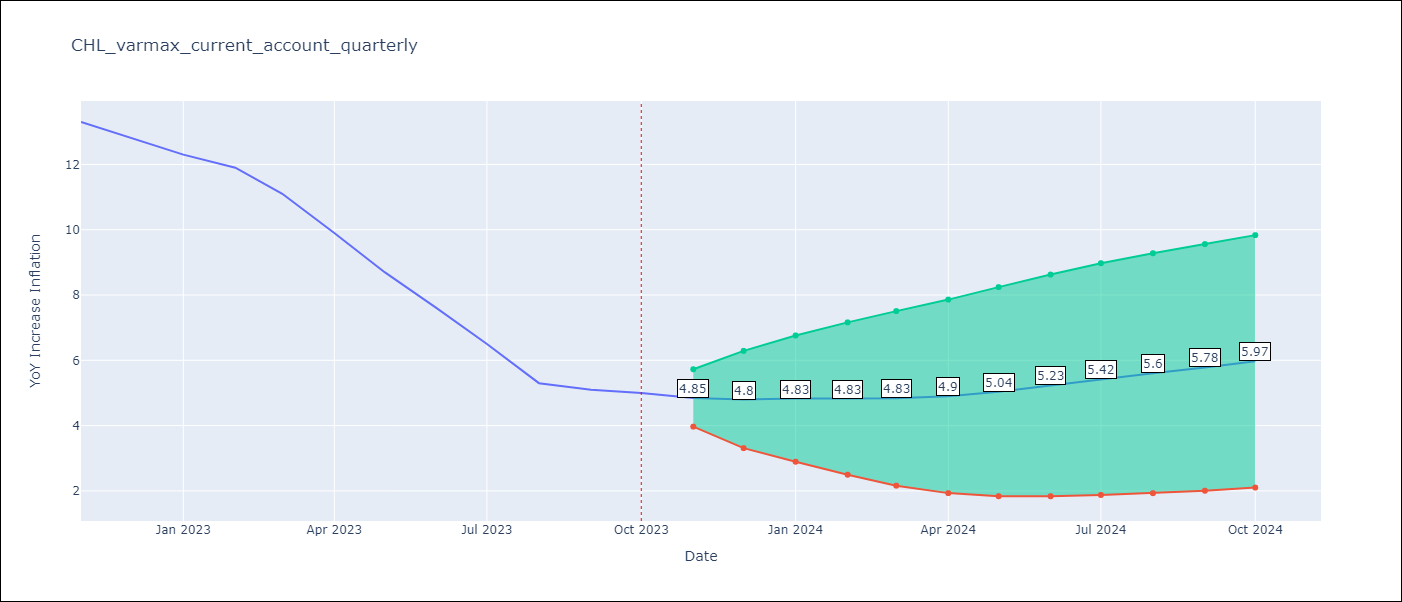 CHL_varmax_current_account_quarterly
YoY Increase Inflation
12
10
8
6
4
2
4.85
4.8
4.83
4.83
4.83
4.9
5.04
5.23
5.42
5.6
5.78
5.97
Jan 2023
Apr 2023
Jul 2023
Oct 2023
Jan 2024
Apr 2024
Jul 2024
Oct 2024
Date